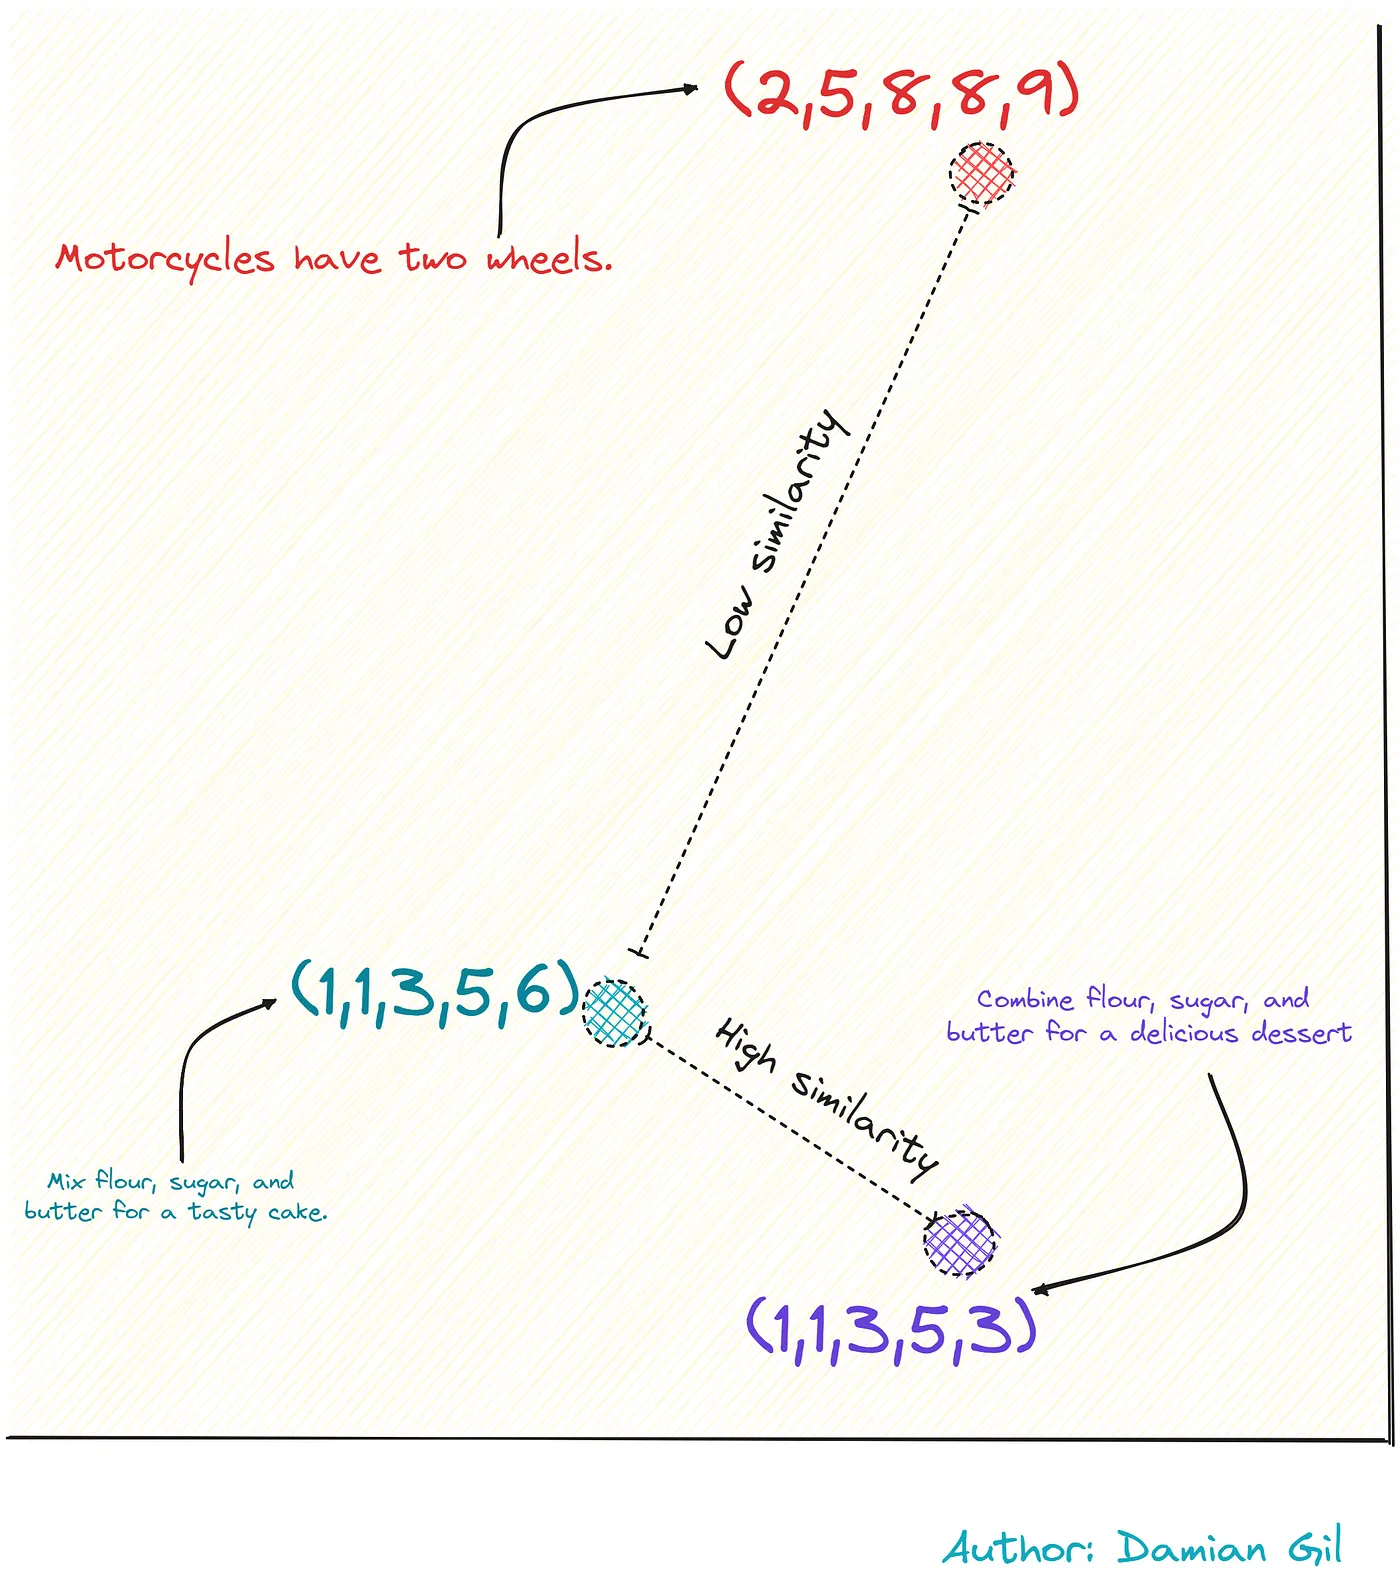 (2,5,8,8,9)
Motorcycles have two wheels.
Low similarity
(1,1,3,5,6)
High similarity
Combine flour, sugar, and
butter for a delicious dessert
Mix flour, sugar, and
butter for a tasty cake.
(1,1,3,5,3)
Author: Damian Gil